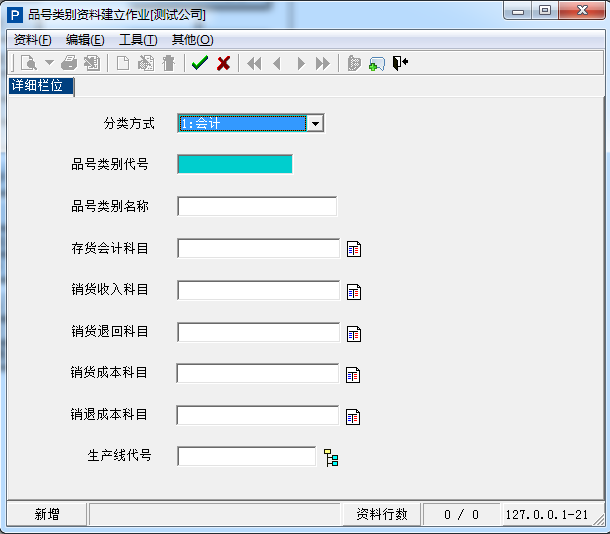 品号类别资料建立作业[测试公司]
资料(F) 编辑(E) 工具(T) 其他(O)
详细栏位
分类方式 1:会计
品号类别代号
品号类别名称
存货会计科目
销货收入科目
销货退回科目
销货成本科目
销退成本科目
生产线代号
新增 资料行数 0 / 0 127.0.0.1-21